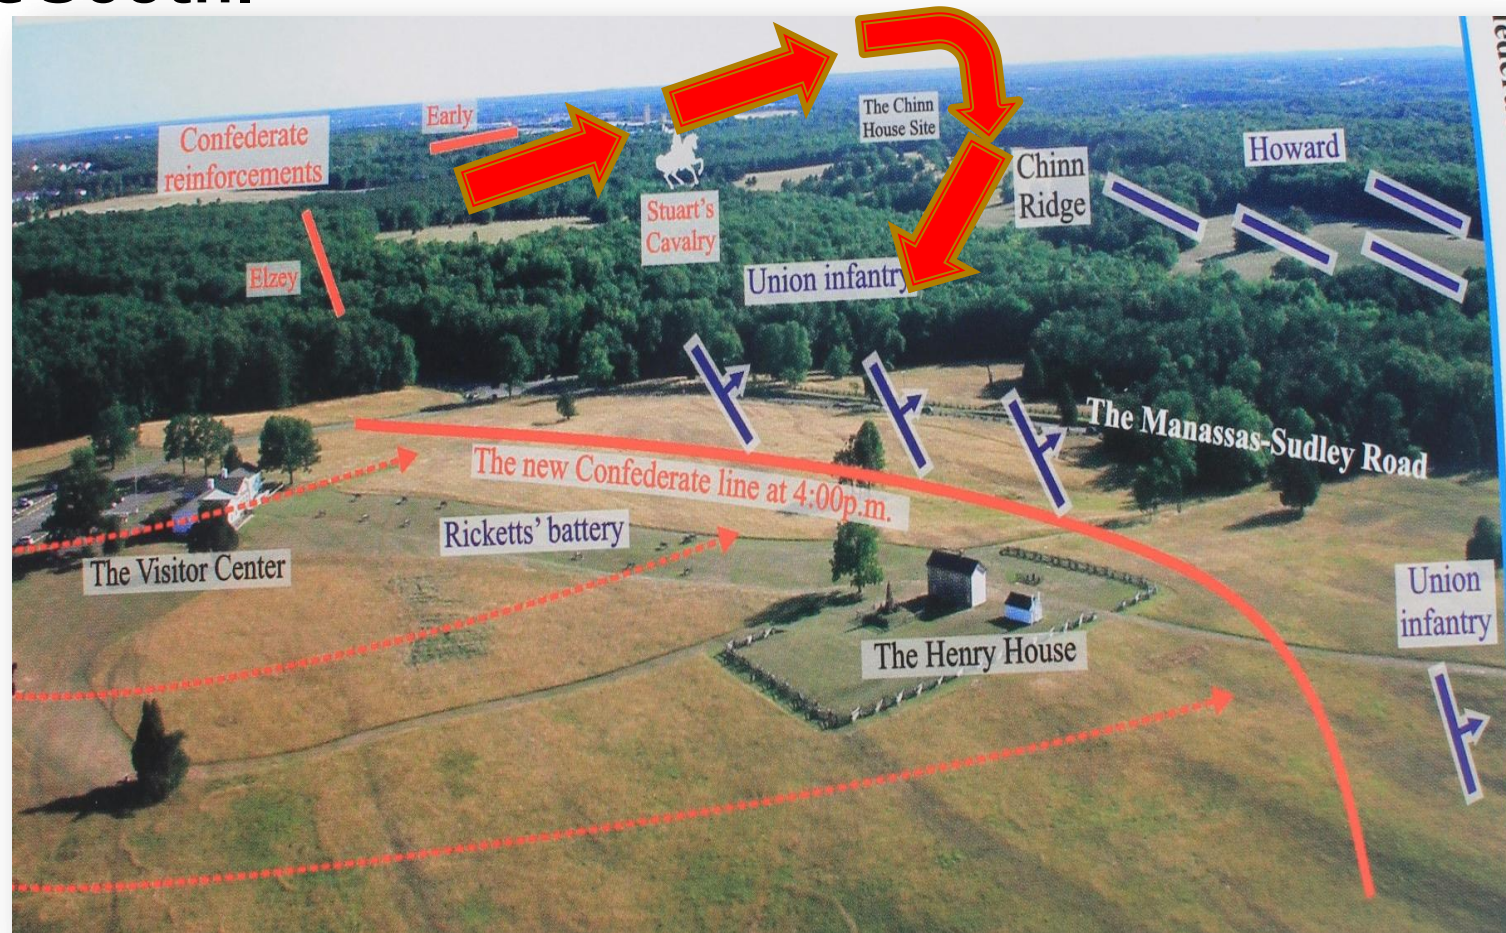 Early
Confederate
reinforcements
The Chinn
House Site
Howard
Chinn
Ridge
Stuart's
Cavalry
Elzey
Union infantry
The Manassas-Sudley Road
The new Confederate line at 4:00p.m.
Ricketts' battery
The Visitor Center
Union
infantry
The Henry House